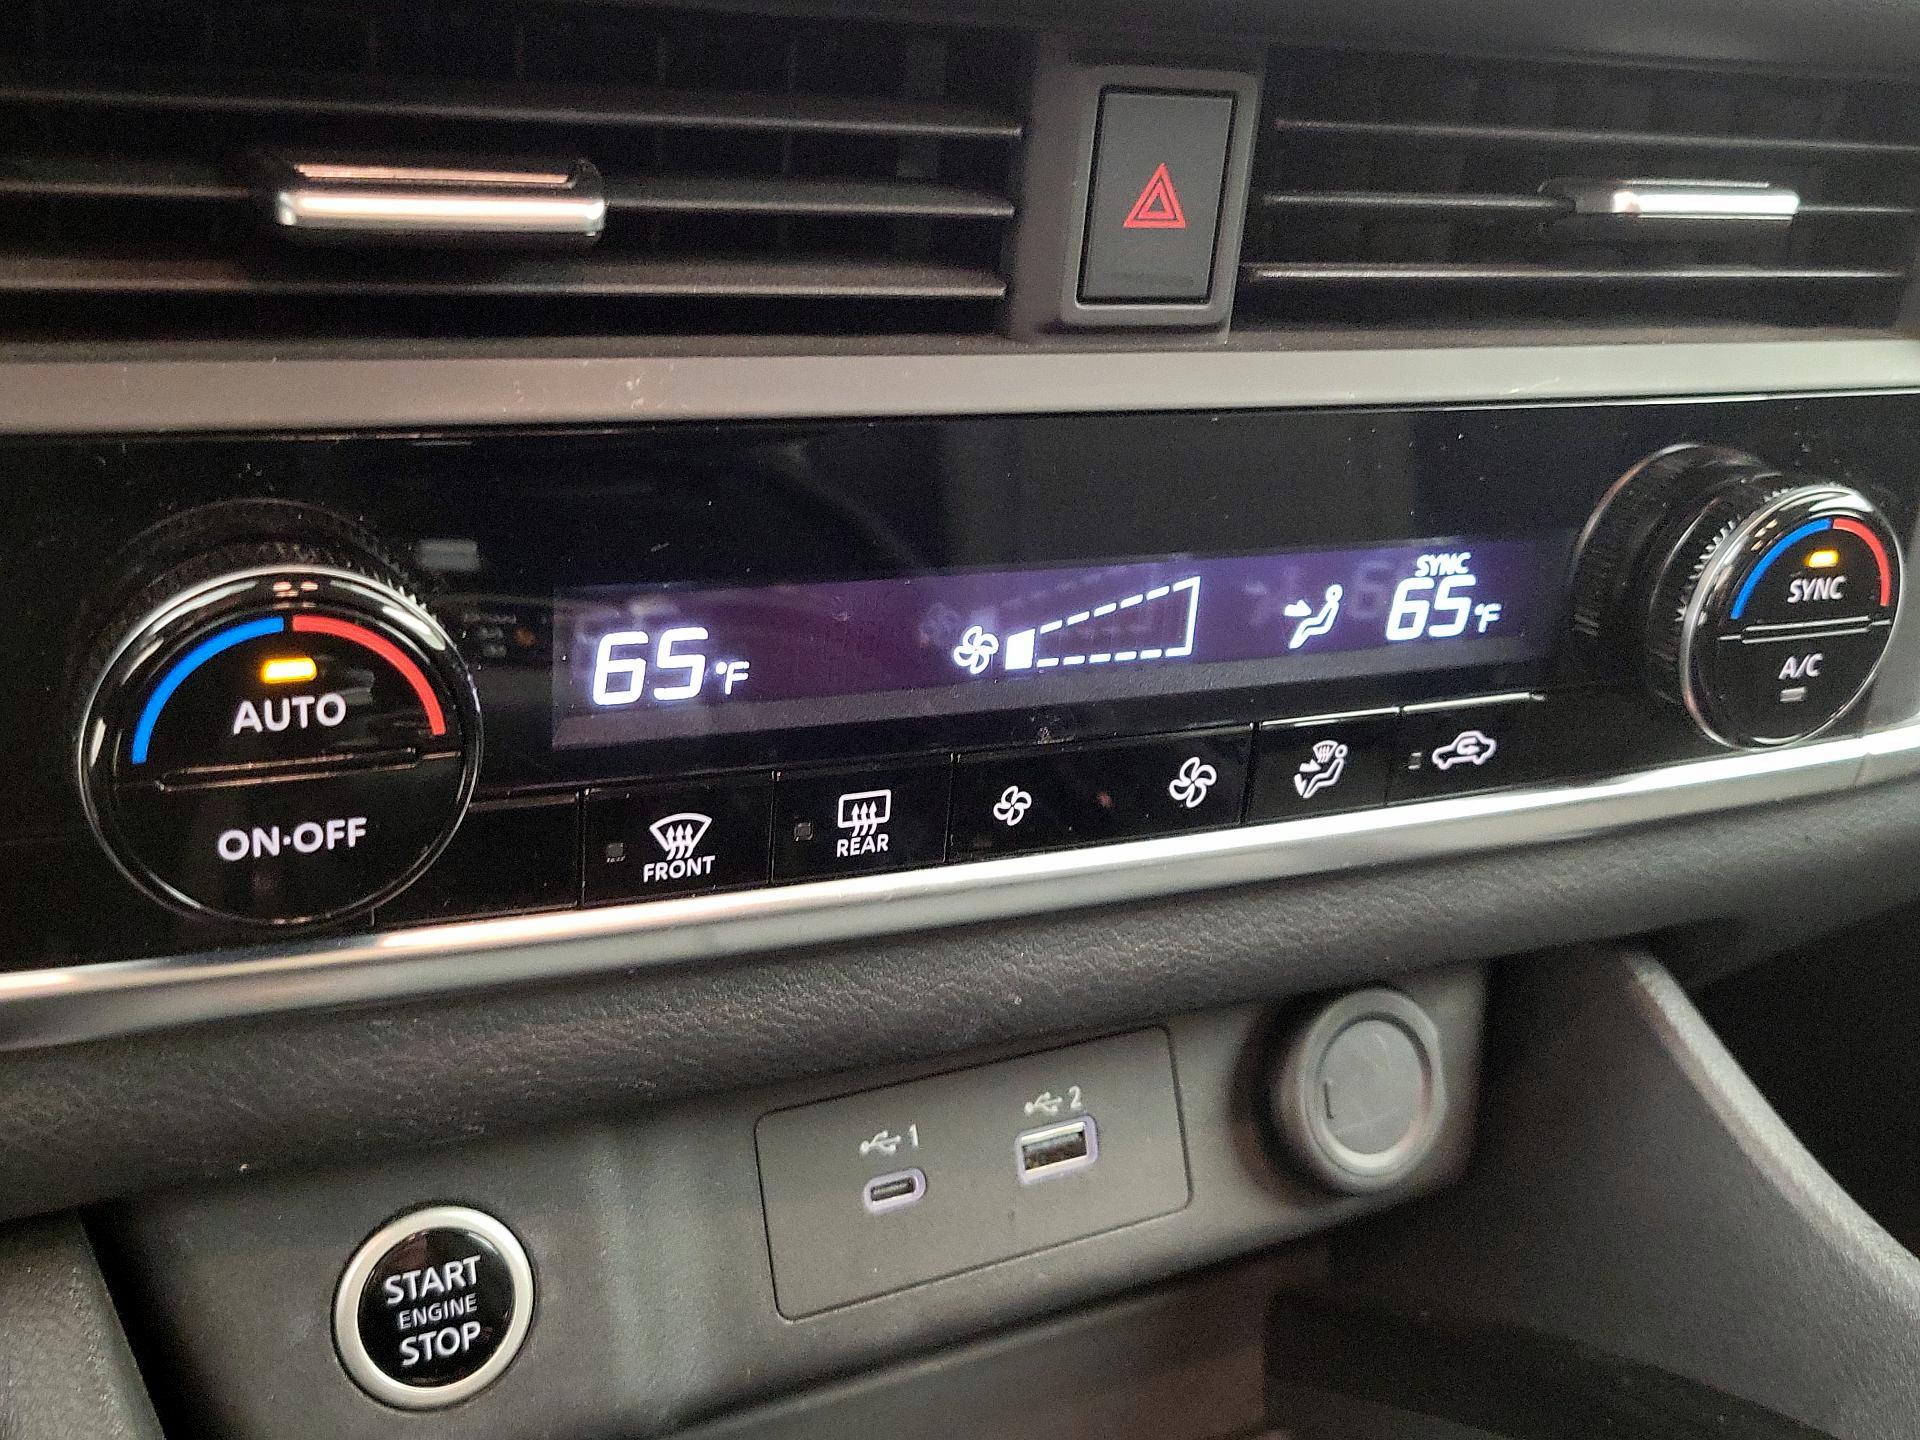 65°F
SYNC
65°F
AUTO
ON·OFF
SYNC
A/C
FRONT
REAR
1
2
START
ENGINE
STOP